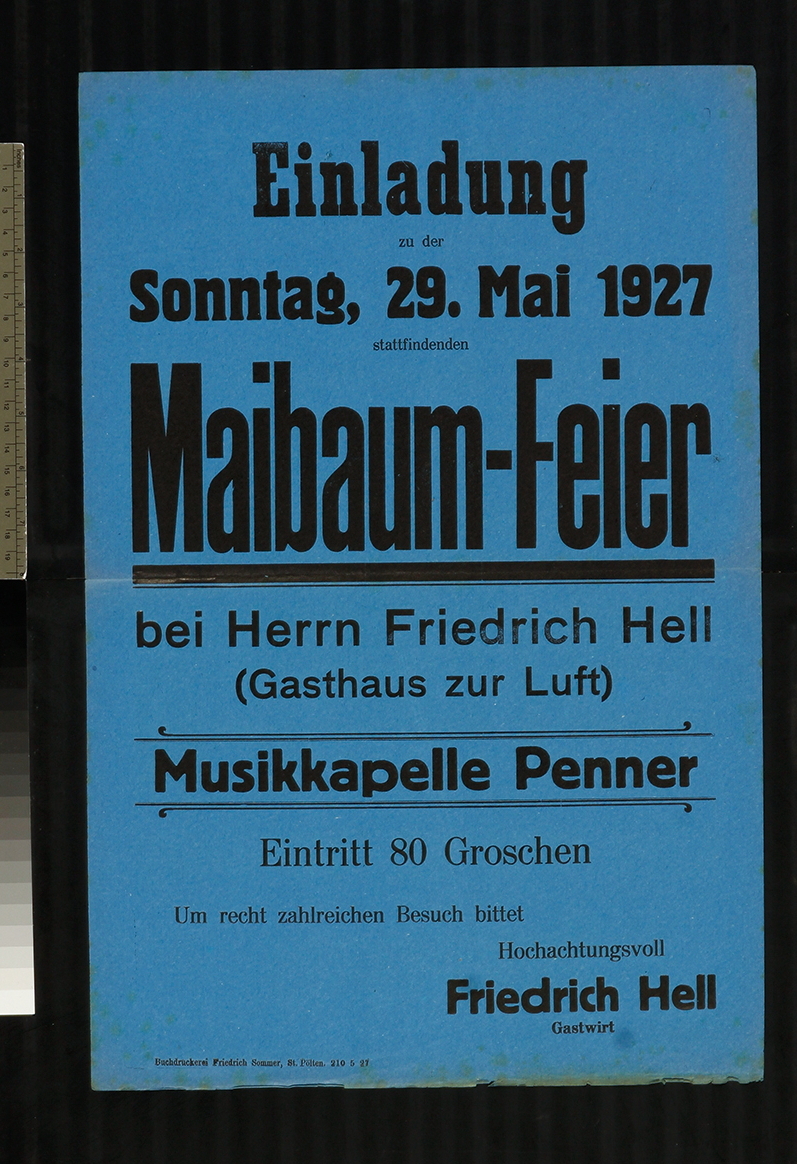 Einladung
zu der
Sonntag, 29. Mai 1927
stattfindenden
Maibaum-Feier
bei Herrn Friedrich Hell
(Gasthaus zur Luft)
Musikkapelle Penner
Eintritt 80 Groschen
Um recht zahlreichen Besuch bittet
Hochachtungsvoll
Friedrich Hell
Gastwirt
Buchdruckerei Friedrich Sommer, St. Pölten. 210 5 27